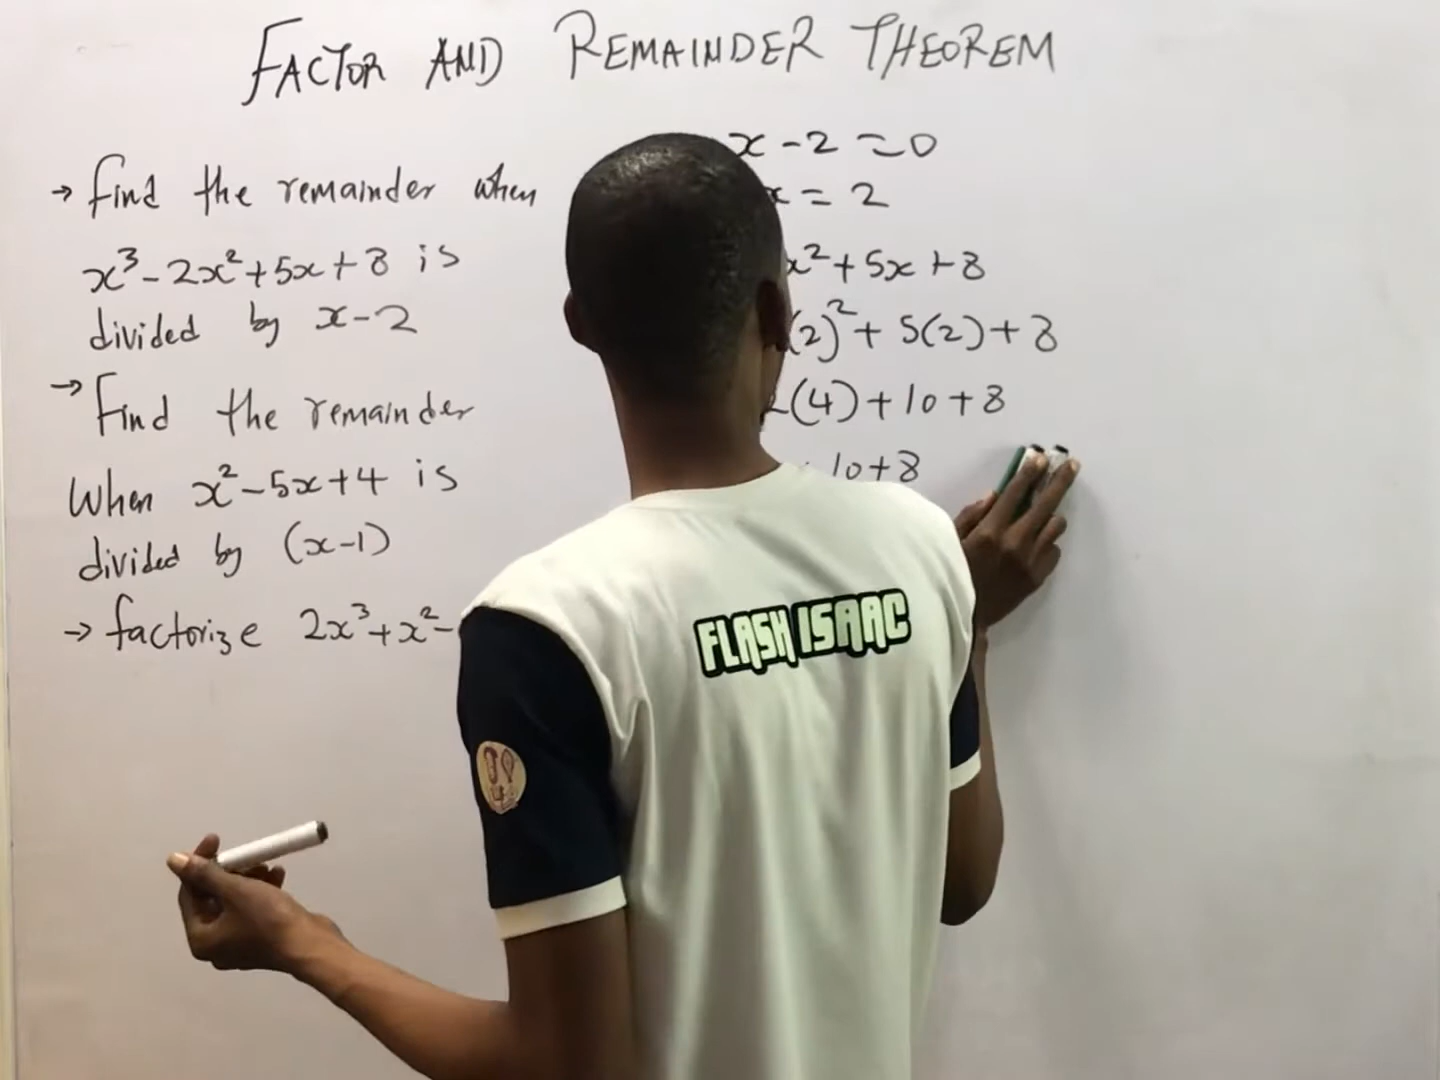 FACTOR AND REMAINDER THEOREM
→ find the remainder when
x³-2x²+5x+8 is
divided by x-2
→ Find the remainder
When x²-5x+4 is
divided by (x-1)
→ factorize 2x³+x²-
x-2=0
x=2
x²+5x+8
(2)²+5(2)+8
2(4)+10+8
10+8
FLASH ISAAC